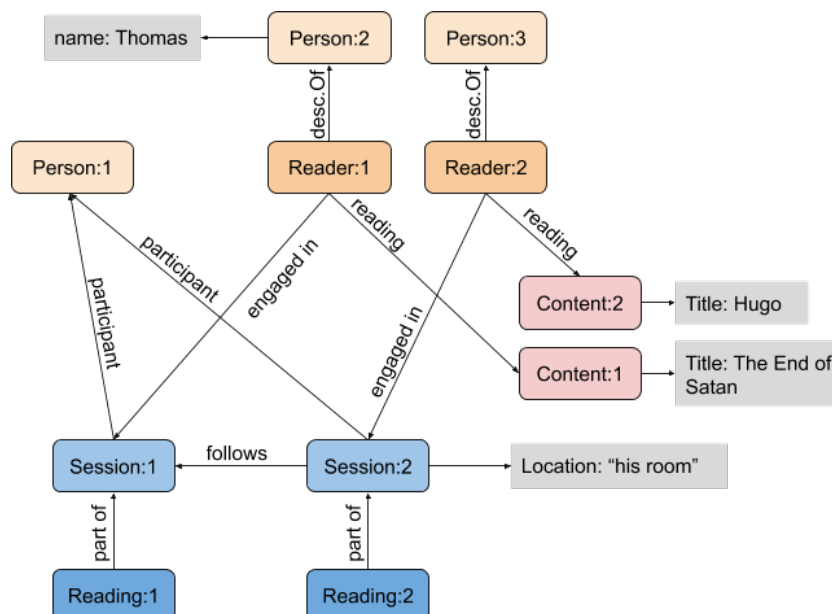 name: Thomas
Person:2
Person:3
desc.Of
desc.Of
Person:1
Reader:1
Reader:2
participant
participant
engaged in
reading
engaged in
reading
Content:2
Title: Hugo
Content:1
Title: The End of
Satan
Session:1
follows
Session:2
Location: “his room”
part of
part of
Reading:1
Reading:2